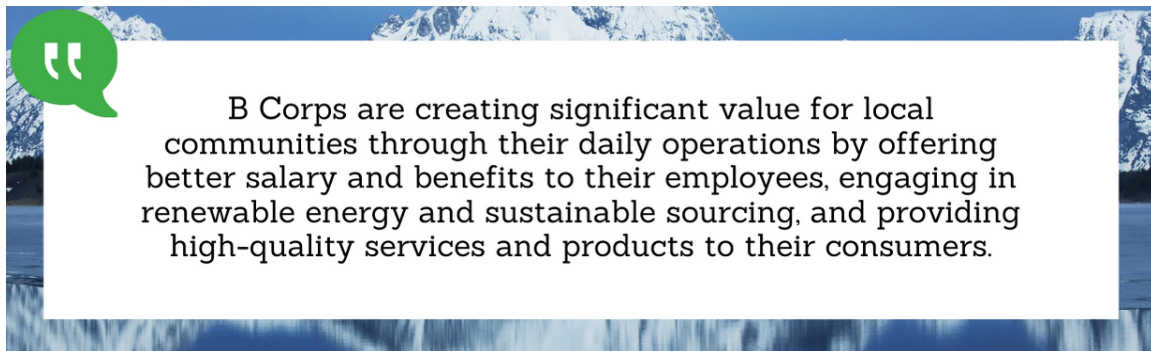 B Corps are creating significant value for local
communities through their daily operations by offering
better salary and benefits to their employees, engaging in
renewable energy and sustainable sourcing, and providing
high-quality services and products to their consumers.